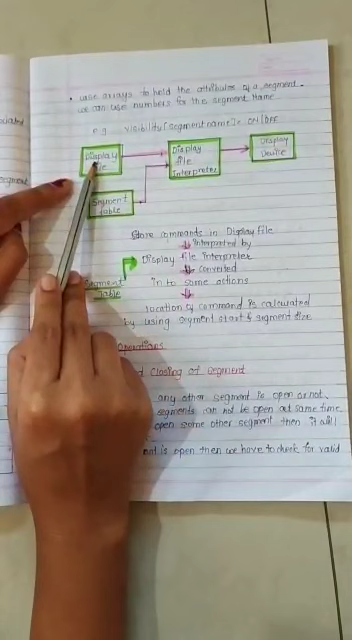 • use arrays to hold the attributes of a segment.
we can use numbers for the segment name
e.g visibility [segment name] = ON/OFF
Display
file
Display
file
Interpreter
Display
Device
Segment
table
Store commands in Display file
Interpreted by
Display file interpreter
converted
in to some actions
Segment
table
location of command is calculated
by using segment start & segment size
Operations
Closing of segment
any other segment is open or not.
segments can not be open at same time
open some other segment then it will
not is open then we have to check for valid
segment